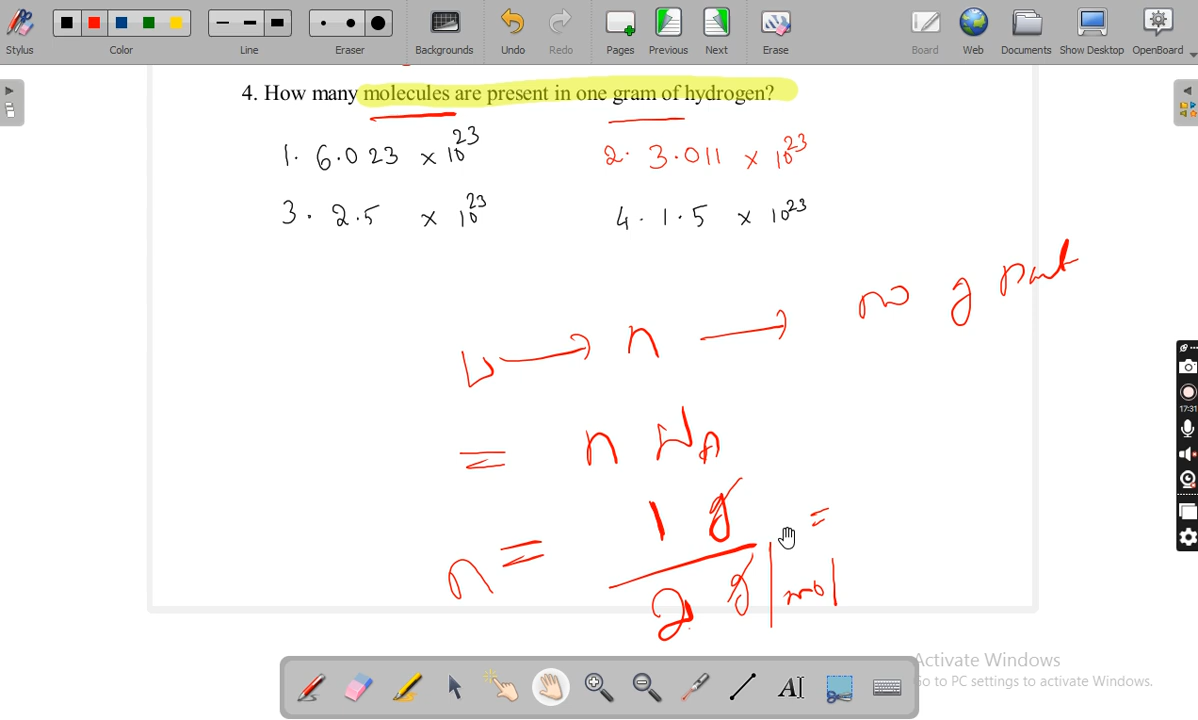 Stylus Color Line Eraser Backgrounds Undo Redo Pages Previous Next Erase Board Web Documents Show Desktop OpenBoard
4. How many molecules are present in one gram of hydrogen?
1. 6.023 x 10^23 2. 3.011 x 10^23
3. 2.5 x 10^23 4. 1.5 x 10^23
no of part
w → n →
= n NA
n = 1 g / 2 g/mol =
17:31
Activate Windows
Go to PC settings to activate Windows.
AI